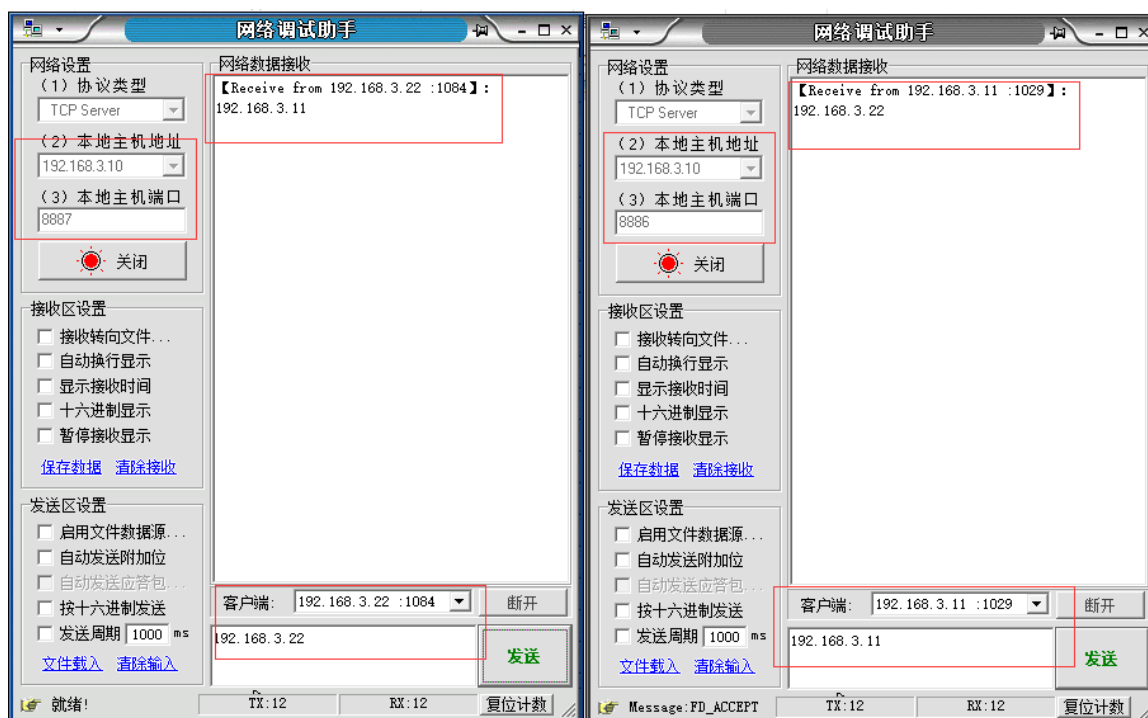 网络调试助手
网络设置
(1) 协议类型
TCP Server
(2) 本地主机地址
192.168.3.10
(3) 本地主机端口
8887
关闭
接收区设置
接收转向文件...
自动换行显示
显示接收时间
十六进制显示
暂停接收显示
保存数据 清除接收
发送区设置
启用文件数据源...
自动发送附加位
自动发送应答包...
按十六进制发送
发送周期 1000 ms
文件载入 清除输入
网络数据接收
【Receive from 192.168.3.22 :1084】:
192.168.3.11
客户端: 192.168.3.22 :1084 断开
192.168.3.22
发送
就绪! TX:12 RX:12 复位计数
网络调试助手
网络设置
(1) 协议类型
TCP Server
(2) 本地主机地址
192.168.3.10
(3) 本地主机端口
8886
关闭
接收区设置
接收转向文件...
自动换行显示
显示接收时间
十六进制显示
暂停接收显示
保存数据 清除接收
发送区设置
启用文件数据源...
自动发送附加位
自动发送应答包...
按十六进制发送
发送周期 1000 ms
文件载入 清除输入
网络数据接收
【Receive from 192.168.3.11 :1029】:
192.168.3.22
客户端: 192.168.3.11 :1029 断开
192.168.3.11
发送
Message:FD_ACCEPT TX:12 RX:12 复位计数